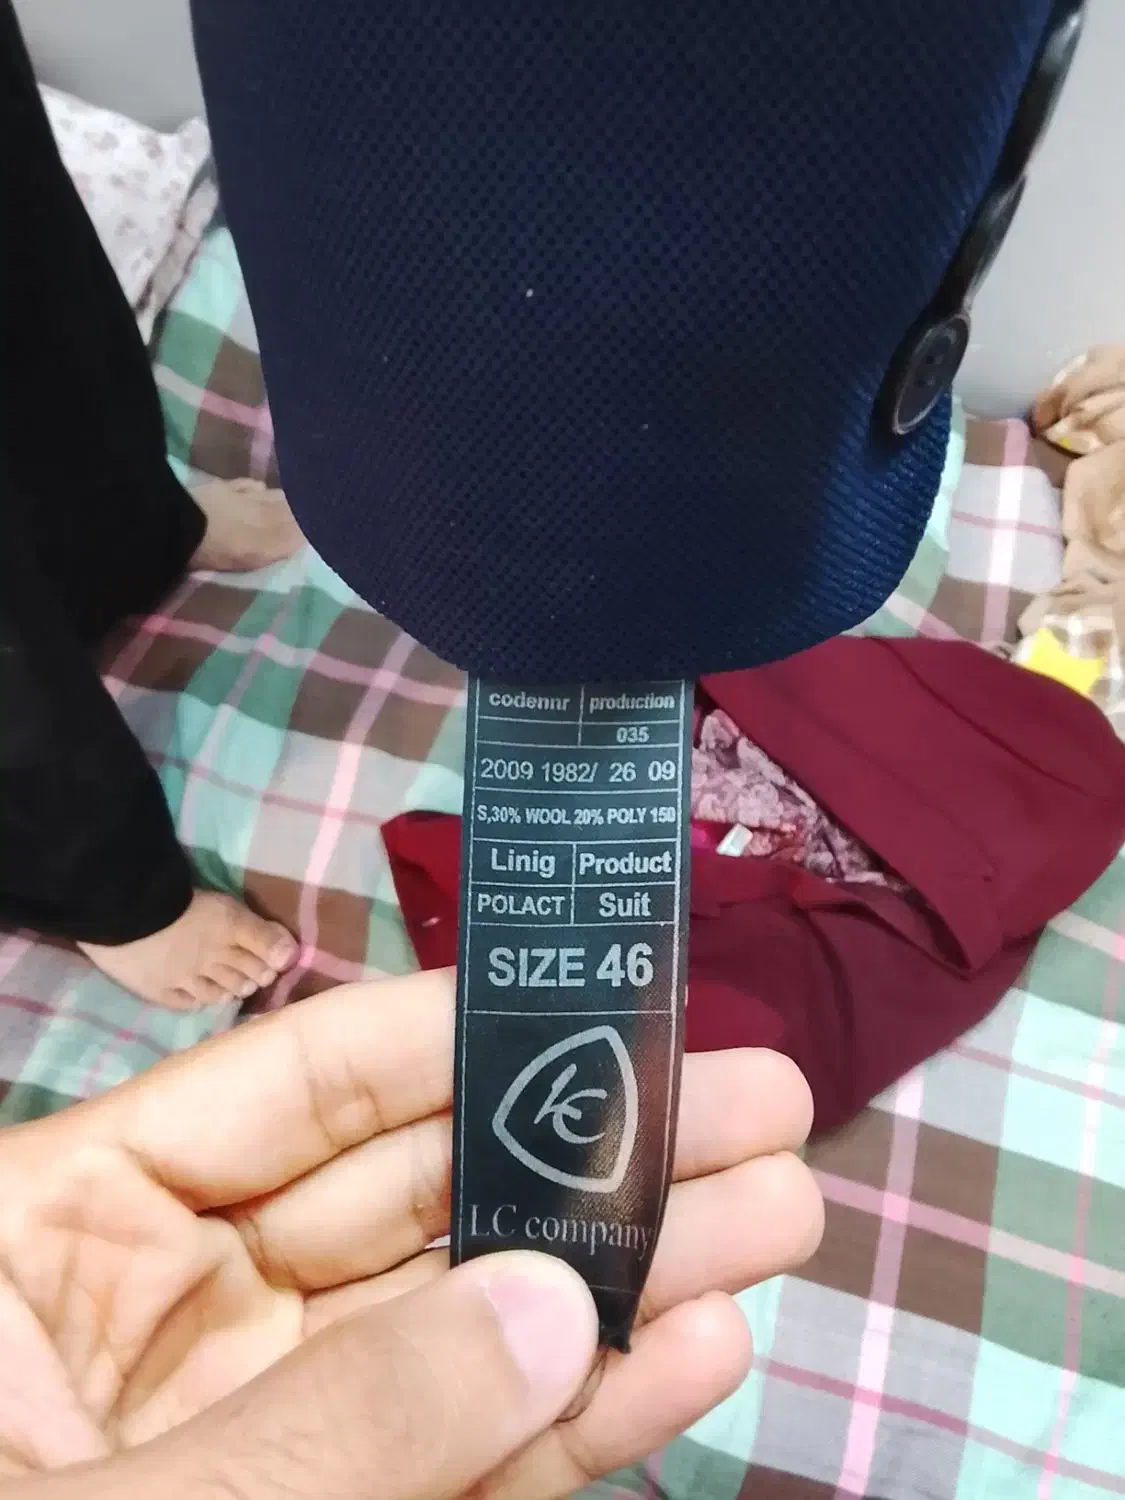 codennr production
035
2009 1982/ 26 09
S,30% WOOL 20% POLY 150
Linig Product
POLACT Suit
SIZE 46
LC
LC company